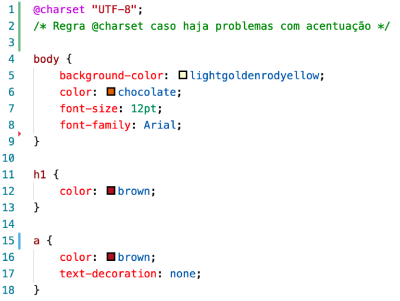 1 @charset "UTF-8";
2 /* Regra @charset caso haja problemas com acentuação */
3
4 body {
5     background-color: lightgoldenrodyellow;
6     color: chocolate;
7     font-size: 12pt;
8     font-family: Arial;
9 }
10
11 h1 {
12     color: brown;
13 }
14
15 a {
16     color: brown;
17     text-decoration: none;
18 }